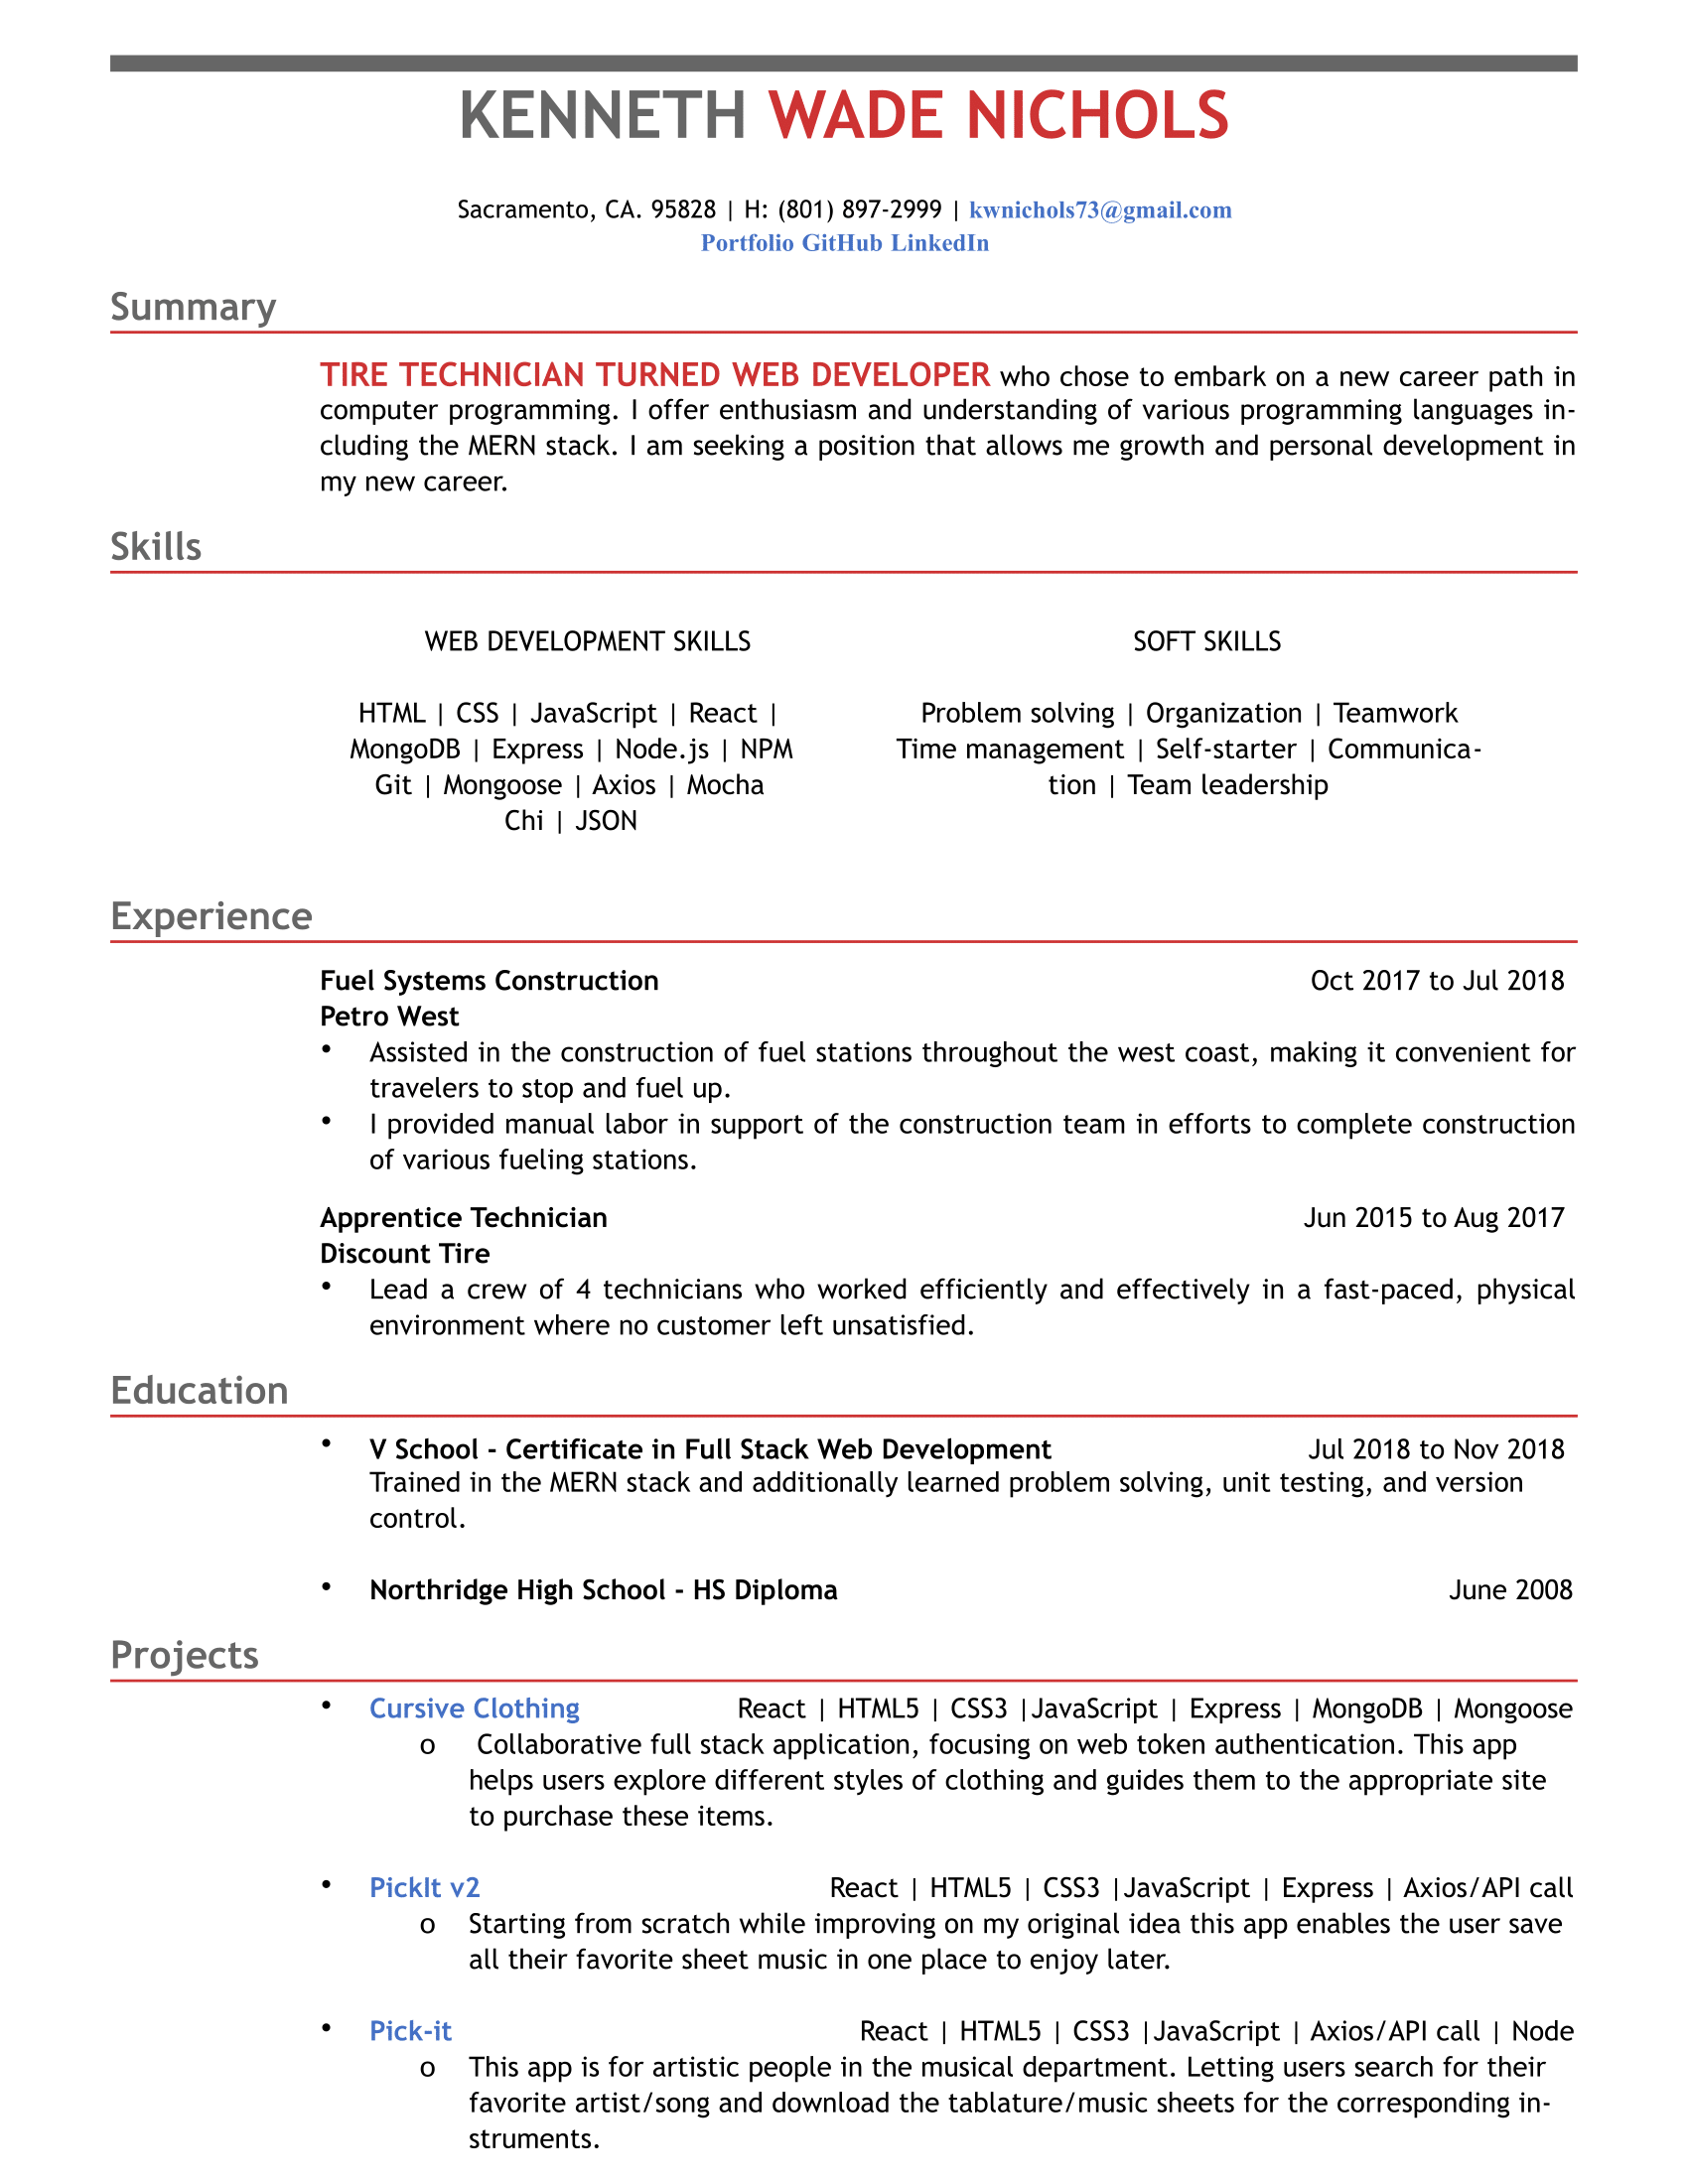 KENNETH WADE NICHOLS
Sacramento, CA. 95828 | H: (801) 897-2999 | kwnichols73@gmail.com
Portfolio GitHub LinkedIn
Summary
TIRE TECHNICIAN TURNED WEB DEVELOPER who chose to embark on a new career path in
computer programming. I offer enthusiasm and understanding of various programming languages in-
cluding the MERN stack. I am seeking a position that allows me growth and personal development in
my new career.
Skills
WEB DEVELOPMENT SKILLS
HTML | CSS | JavaScript | React |
MongoDB | Express | Node.js | NPM
Git | Mongoose | Axios | Mocha
Chi | JSON
SOFT SKILLS
Problem solving | Organization | Teamwork
Time management | Self-starter | Communica-
tion | Team leadership
Experience
Fuel Systems Construction Oct 2017 to Jul 2018
Petro West
• Assisted in the construction of fuel stations throughout the west coast, making it convenient for
travelers to stop and fuel up.
• I provided manual labor in support of the construction team in efforts to complete construction
of various fueling stations.
Apprentice Technician Jun 2015 to Aug 2017
Discount Tire
• Lead a crew of 4 technicians who worked efficiently and effectively in a fast-paced, physical
environment where no customer left unsatisfied.
Education
• V School - Certificate in Full Stack Web Development Jul 2018 to Nov 2018
Trained in the MERN stack and additionally learned problem solving, unit testing, and version
control.
• Northridge High School - HS Diploma June 2008
Projects
• Cursive Clothing React | HTML5 | CSS3 |JavaScript | Express | MongoDB | Mongoose
o Collaborative full stack application, focusing on web token authentication. This app
helps users explore different styles of clothing and guides them to the appropriate site
to purchase these items.
• PickIt v2 React | HTML5 | CSS3 |JavaScript | Express | Axios/API call
o Starting from scratch while improving on my original idea this app enables the user save
all their favorite sheet music in one place to enjoy later.
• Pick-it React | HTML5 | CSS3 |JavaScript | Axios/API call | Node
o This app is for artistic people in the musical department. Letting users search for their
favorite artist/song and download the tablature/music sheets for the corresponding in-
struments.